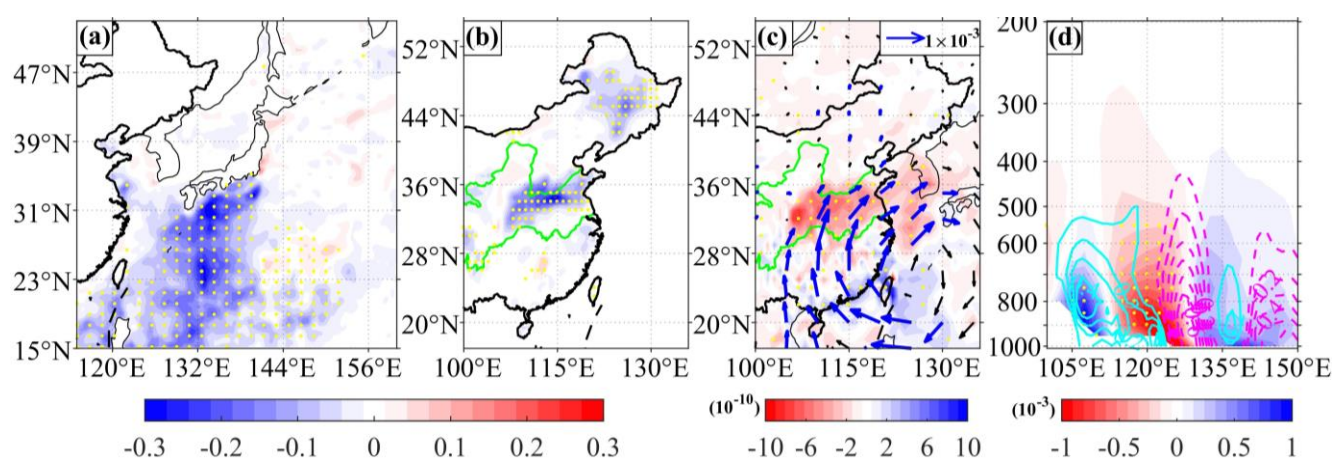 (a)
47°N
39°N
31°N
23°N
15°N
120°E 132°E 144°E 156°E
(b)
52°N
44°N
36°N
28°N
20°N
100°E 110°E 120°E 130°E
(c)
1×10⁻³
52°N
44°N
36°N
28°N
20°N
100°E 115°E 130°E
(d)
200
300
400
500
600
800
1000
105°E 120°E 135°E 150°E
-0.3 -0.2 -0.1 0 0.1 0.2 0.3
(10⁻¹⁰)
-10 -6 -2 2 6 10
(10⁻³)
-1 -0.5 0 0.5 1